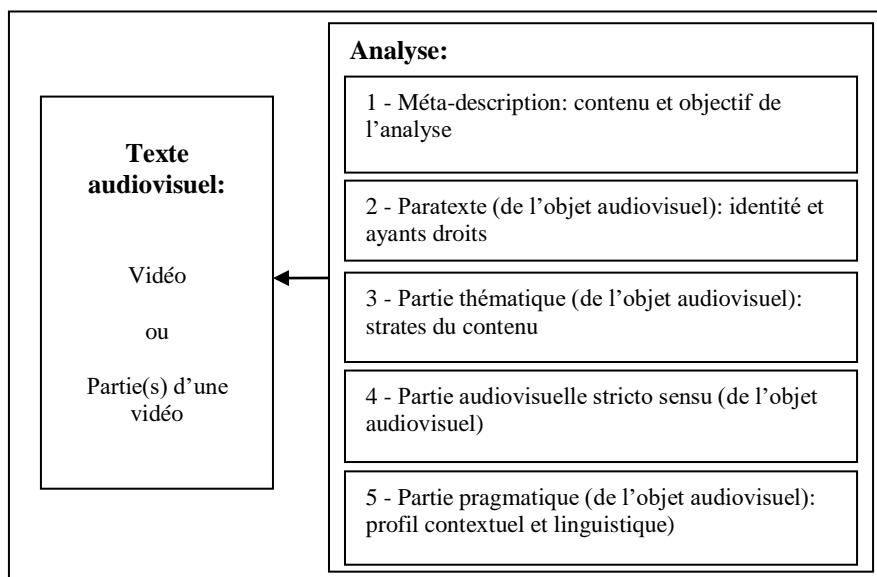 Texte
audiovisuel:
Vidéo
ou
Partie(s) d’une
vidéo
Analyse:
1 - Méta-description: contenu et objectif de
l’analyse
2 - Paratexte (de l’objet audiovisuel): identité et
ayants droits
3 - Partie thématique (de l’objet audiovisuel):
strates du contenu
4 - Partie audiovisuelle stricto sensu (de l’objet
audiovisuel)
5 - Partie pragmatique (de l’objet audiovisuel):
profil contextuel et linguistique)